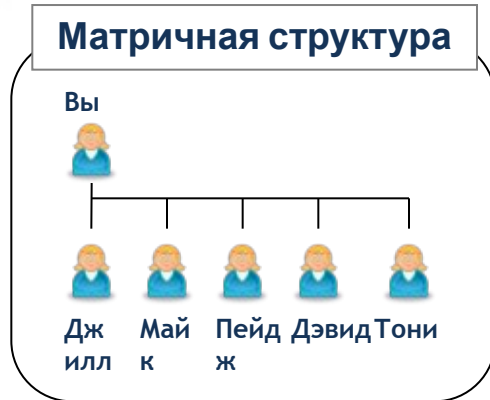 Матричная структура
Вы
Дж Май Пейд Дэвид Тони
илл к ж